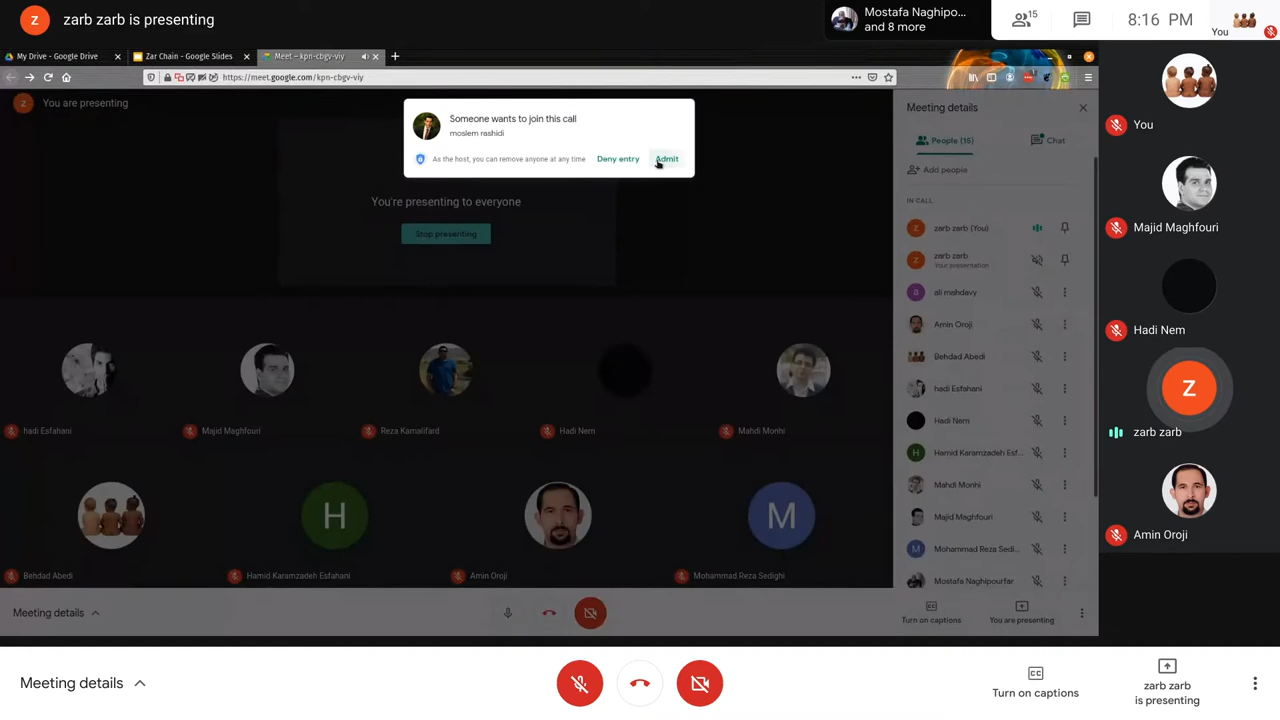 z zarb zarb is presenting
Mostafa Naghipo...
and 8 more
15
8:16 PM
You
My Drive - Google Drive
Zar Chain – Google Slides
Meet – kpn-cbgv-viy
https://meet.google.com/kpn-cbgv-viy
z You are presenting
Someone wants to join this call
moslem rashidi
As the host, you can remove anyone at any time
Deny entry
Admit
You're presenting to everyone
Stop presenting
hadi Esfahani
Majid Maghfouri
Reza Kamalifard
Hadi Nem
Mahdi Monhi
H
M
Behdad Abedi
Hamid Karamzadeh Esfahani
Amin Oroji
Mohammad Reza Sedighi
Meeting details
Meeting details
People (15)
Chat
Add people
IN CALL
z zarb zarb (You)
z zarb zarb
Your presentation
a ali mahdavy
Amin Oroji
Behdad Abedi
hadi Esfahani
Hadi Nem
H Hamid Karamzadeh Esf...
Mahdi Monhi
Majid Maghfouri
M Mohammad Reza Sedi...
Mostafa Naghipourfar
CC
Turn on captions
You are presenting
You
Majid Maghfouri
Hadi Nem
Z
zarb zarb
Amin Oroji
Meeting details
CC
Turn on captions
zarb zarb
is presenting